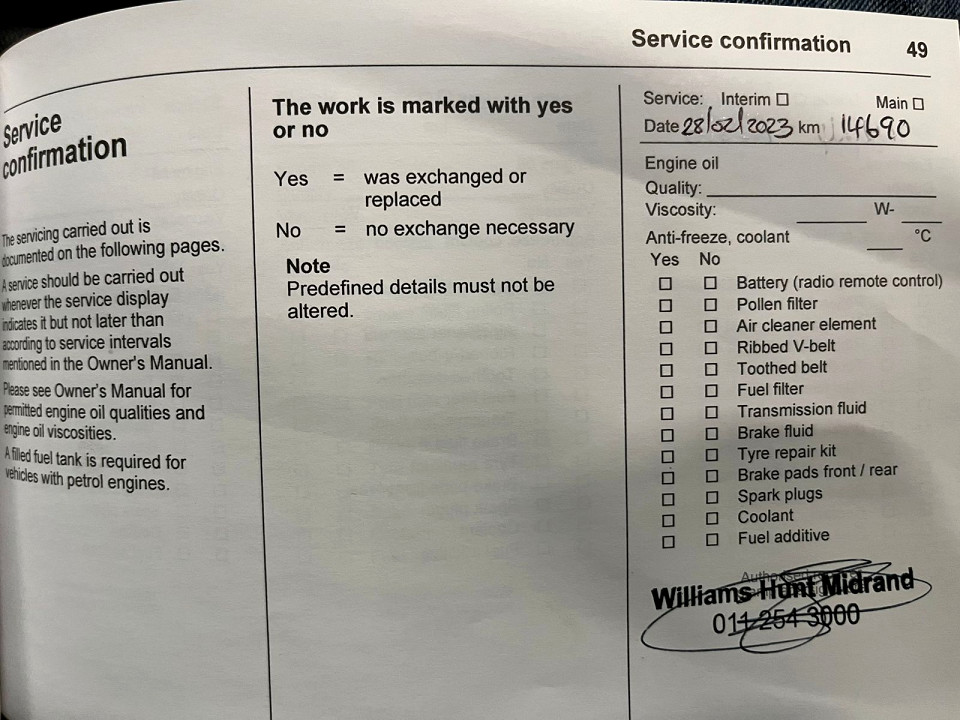 Service confirmation 49
Service
confirmation
The servicing carried out is
documented on the following pages.
A service should be carried out
whenever the service display
indicates it but not later than
according to service intervals
mentioned in the Owner's Manual.
Please see Owner's Manual for
permitted engine oil qualities and
engine oil viscosities.
A filled fuel tank is required for
vehicles with petrol engines.
The work is marked with yes
or no
Yes = was exchanged or
replaced
No = no exchange necessary
Note
Predefined details must not be
altered.
Service: Interim ☐ Main ☐
Date 28/02/2023 km 14690
Engine oil
Quality:
Viscosity: W-
Anti-freeze, coolant °C
Yes No
☐ ☐ Battery (radio remote control)
☐ ☐ Pollen filter
☐ ☐ Air cleaner element
☐ ☐ Ribbed V-belt
☐ ☐ Toothed belt
☐ ☐ Fuel filter
☐ ☐ Transmission fluid
☐ ☐ Brake fluid
☐ ☐ Tyre repair kit
☐ ☐ Brake pads front / rear
☐ ☐ Spark plugs
☐ ☐ Coolant
☐ ☐ Fuel additive
Williams Hunt Midrand
011 254 3000